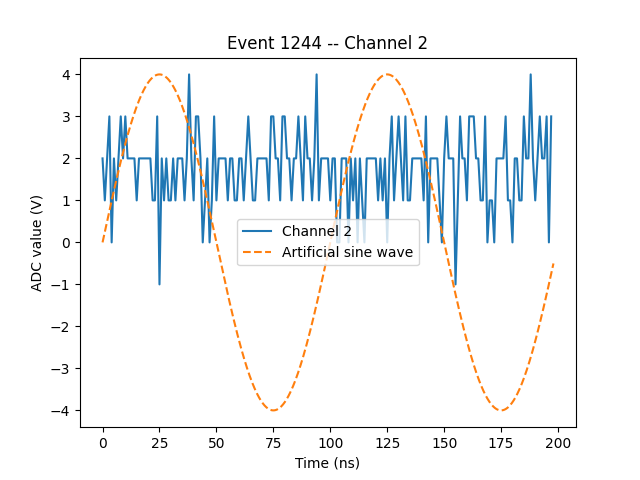 Event 1244 -- Channel 2
4
3
2
1
0
−1
−2
−3
−4
ADC value (V)
Channel 2
Artificial sine wave
0 25 50 75 100 125 150 175 200
Time (ns)